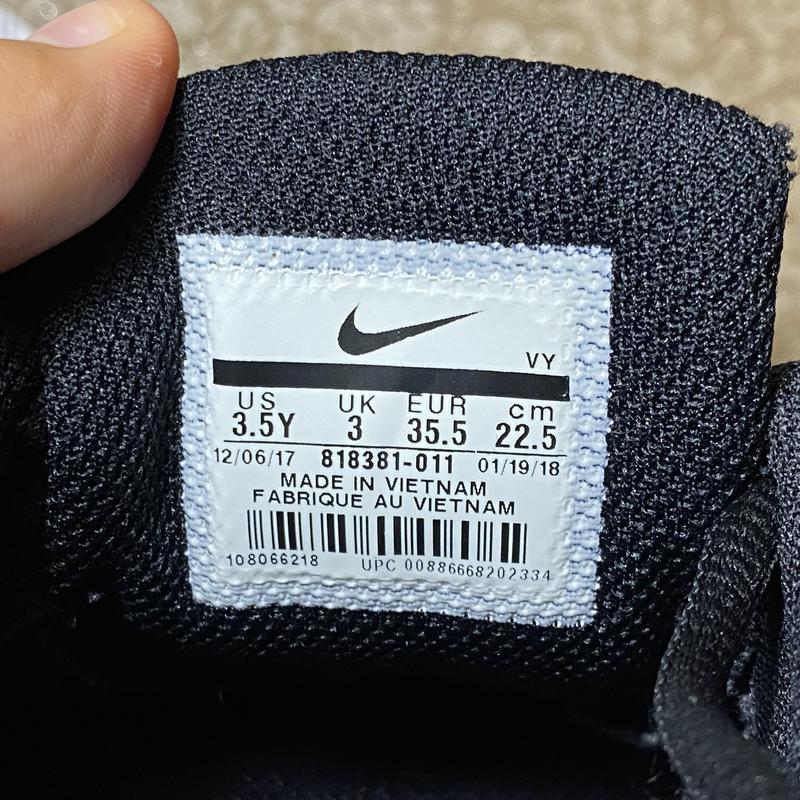 VY
US UK EUR cm
3.5Y 3 35.5 22.5
12/06/17 818381-011 01/19/18
MADE IN VIETNAM
FABRIQUE AU VIETNAM
108066218 UPC 00886668202334